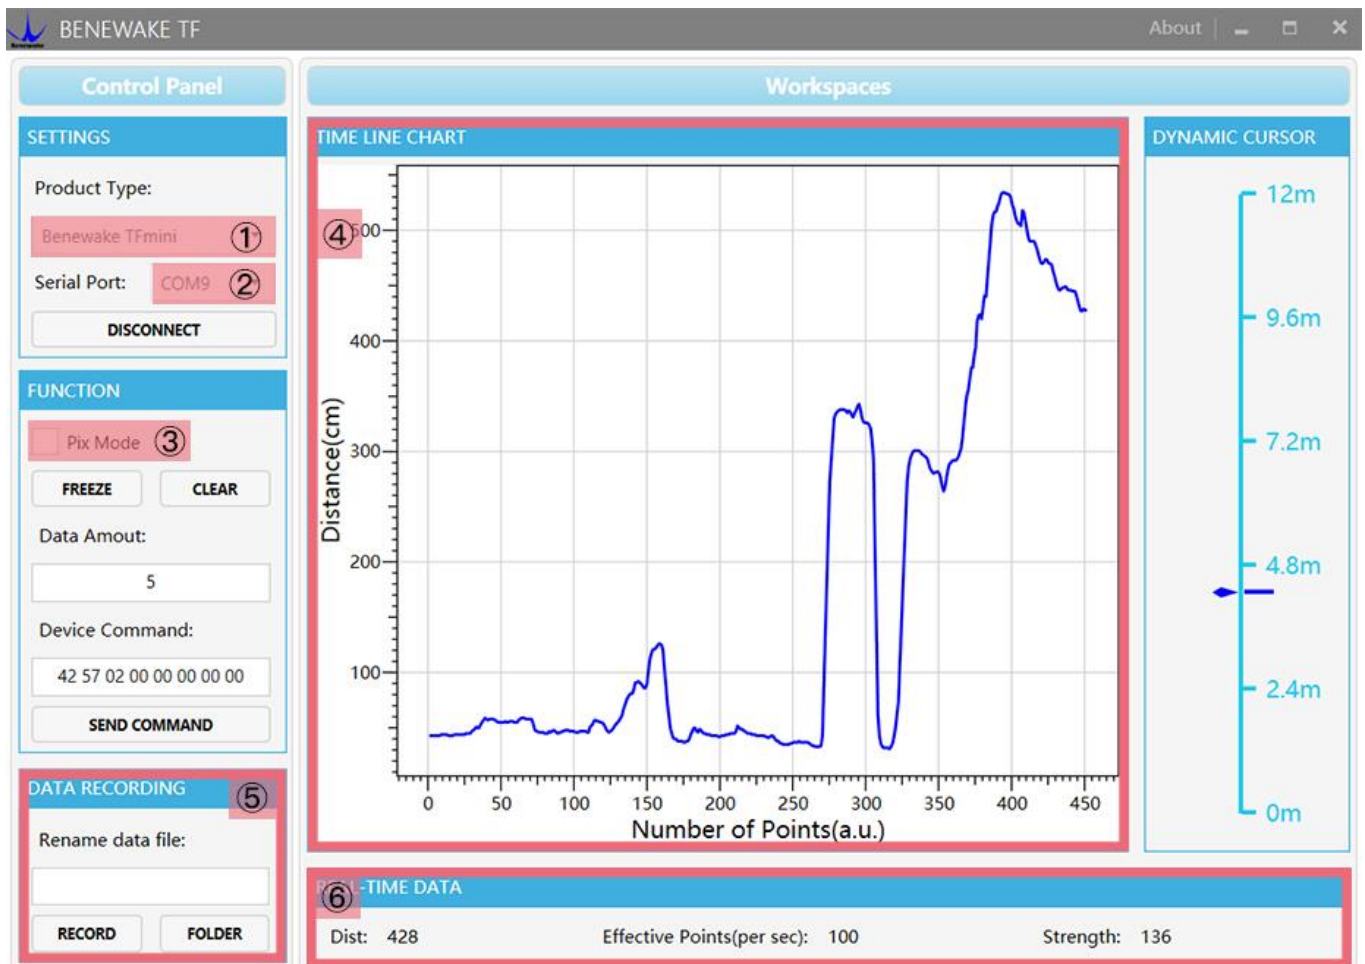 BENEWAKE TF
About
Benewake
Control Panel
Workspaces
SETTINGS
Product Type:
Benewake TFmini ①
Serial Port: COM9 ②
DISCONNECT
FUNCTION
Pix Mode ③
FREEZE CLEAR
Data Amout:
5
Device Command:
42 57 02 00 00 00 00 00
SEND COMMAND
DATA RECORDING ⑤
Rename data file:
RECORD FOLDER
TIME LINE CHART
④
500
400
300
200
100
Distance(cm)
0 50 100 150 200 250 300 350 400 450
Number of Points(a.u.)
DYNAMIC CURSOR
12m
9.6m
7.2m
4.8m
2.4m
0m
⑥ -TIME DATA
Dist: 428 Effective Points(per sec): 100 Strength: 136